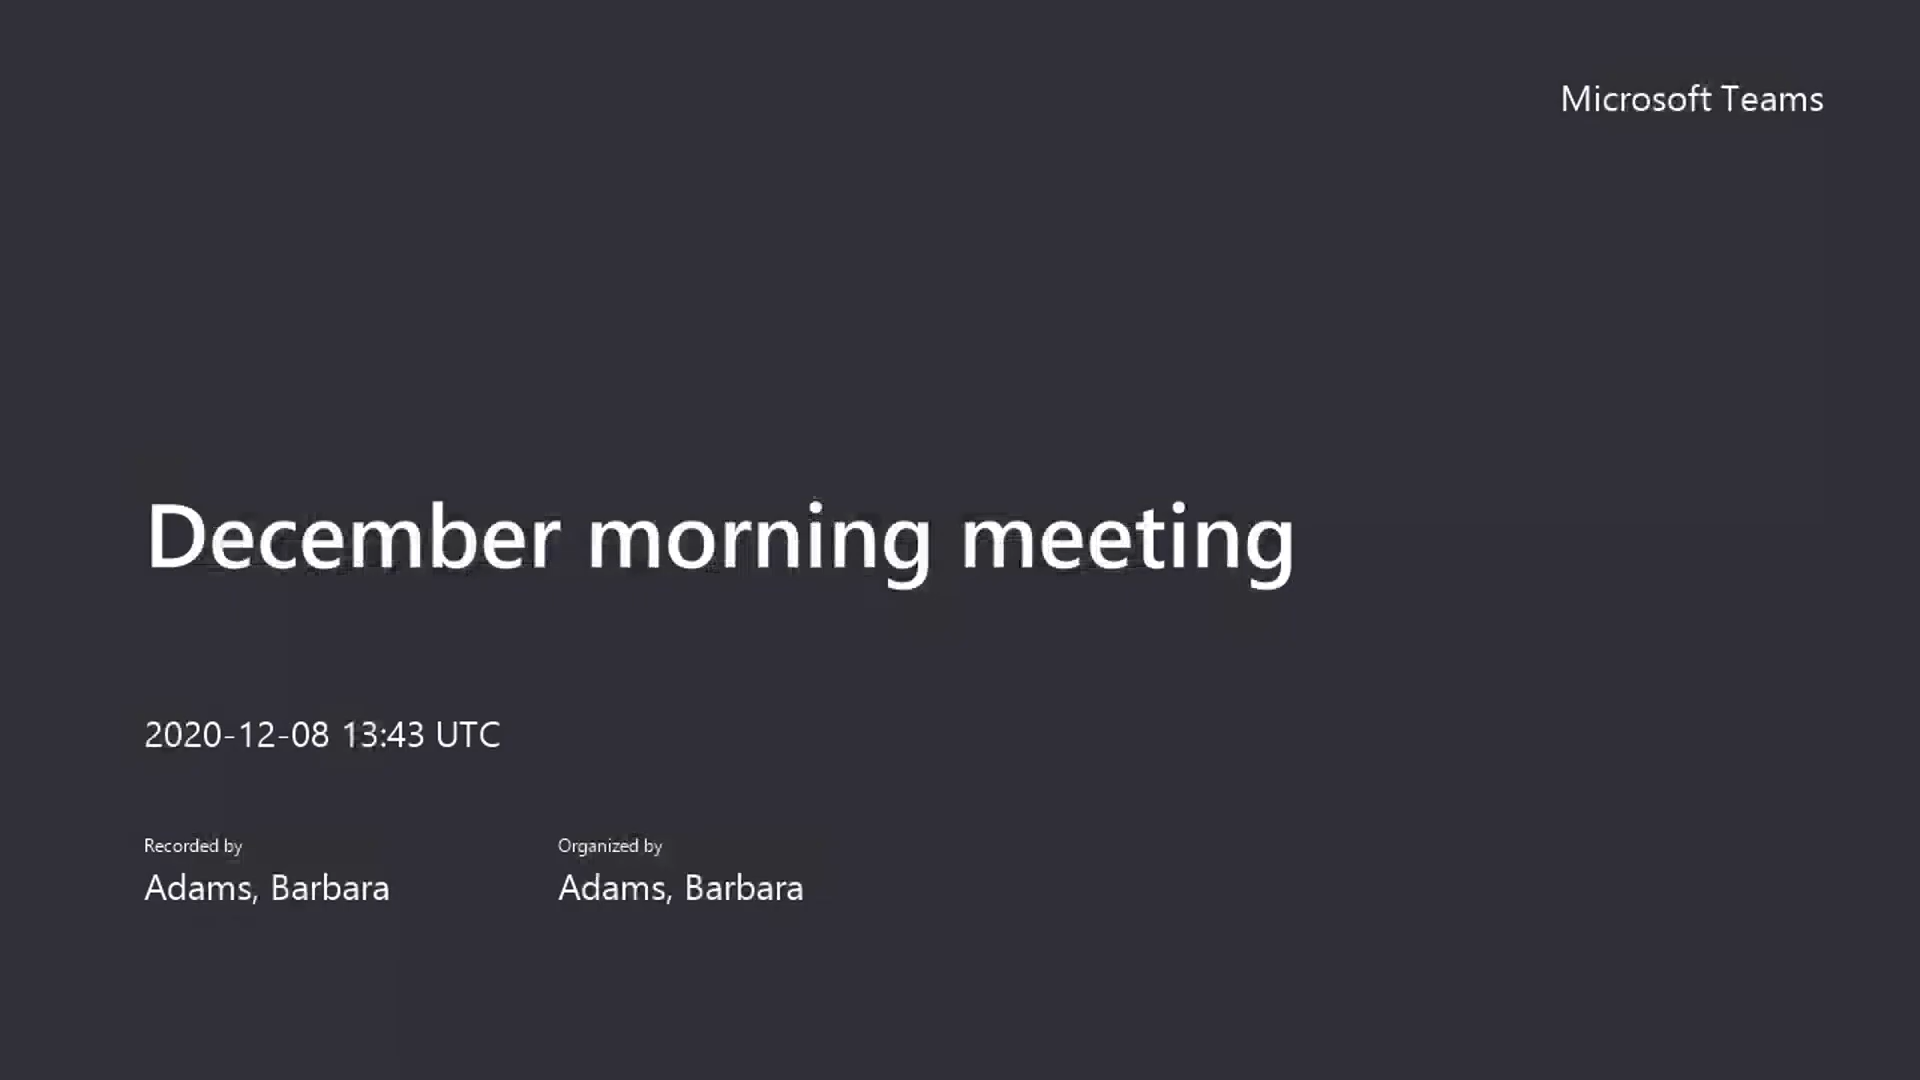 Microsoft Teams
December morning meeting
2020-12-08 13:43 UTC
Recorded by
Adams, Barbara
Organized by
Adams, Barbara